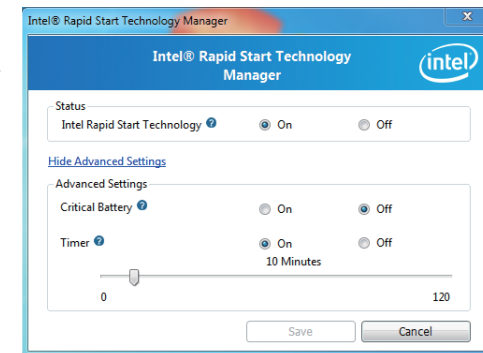 Intel® Rapid Start Technology Manager
x
Intel® Rapid Start Technology
Manager
intel
Status
Intel Rapid Start Technology ? On Off
Hide Advanced Settings
Advanced Settings
Critical Battery ? On Off
Timer ? On Off
10 Minutes
0 120
Save Cancel